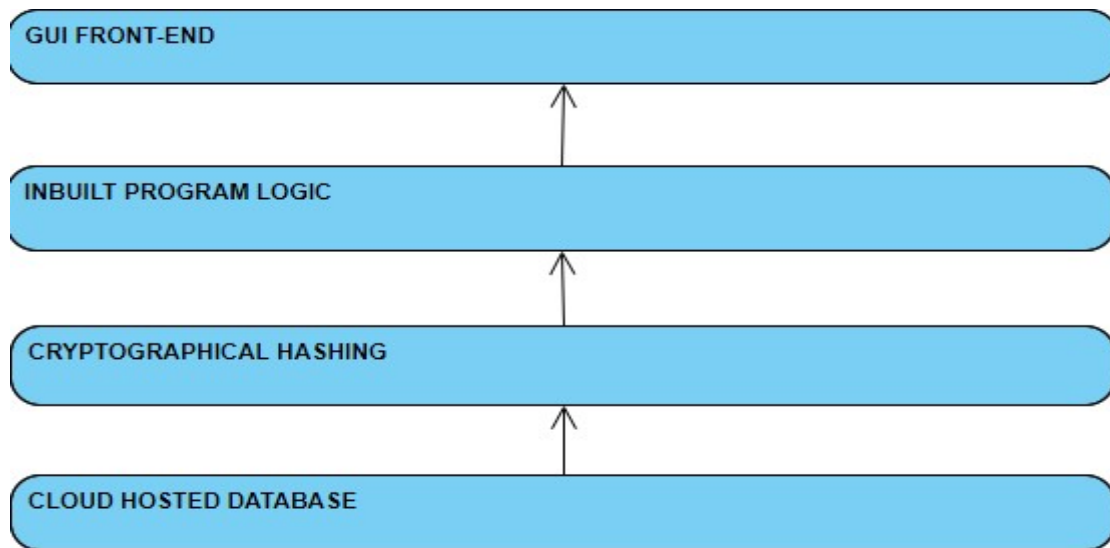 GUI FRONT-END
INBUILT PROGRAM LOGIC
CRYPTOGRAPHICAL HASHING
CLOUD HOSTED DATABASE